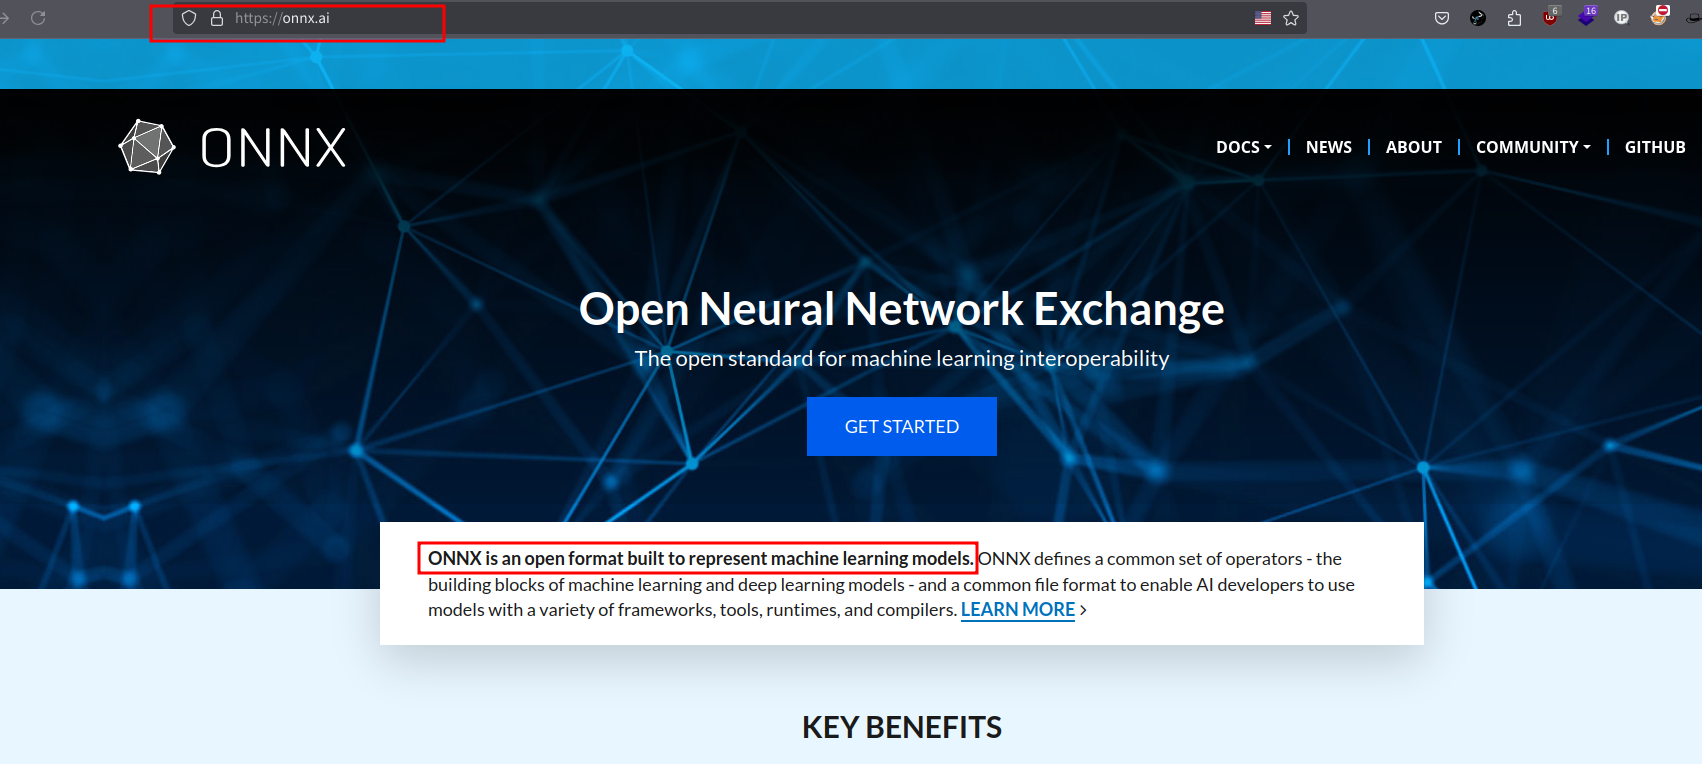 https://onnx.ai
6
16
IP
ONNX
DOCS
NEWS
ABOUT
COMMUNITY
GITHUB
Open Neural Network Exchange
The open standard for machine learning interoperability
GET STARTED
ONNX is an open format built to represent machine learning models. ONNX defines a common set of operators - the
building blocks of machine learning and deep learning models - and a common file format to enable AI developers to use
models with a variety of frameworks, tools, runtimes, and compilers. LEARN MORE >
KEY BENEFITS